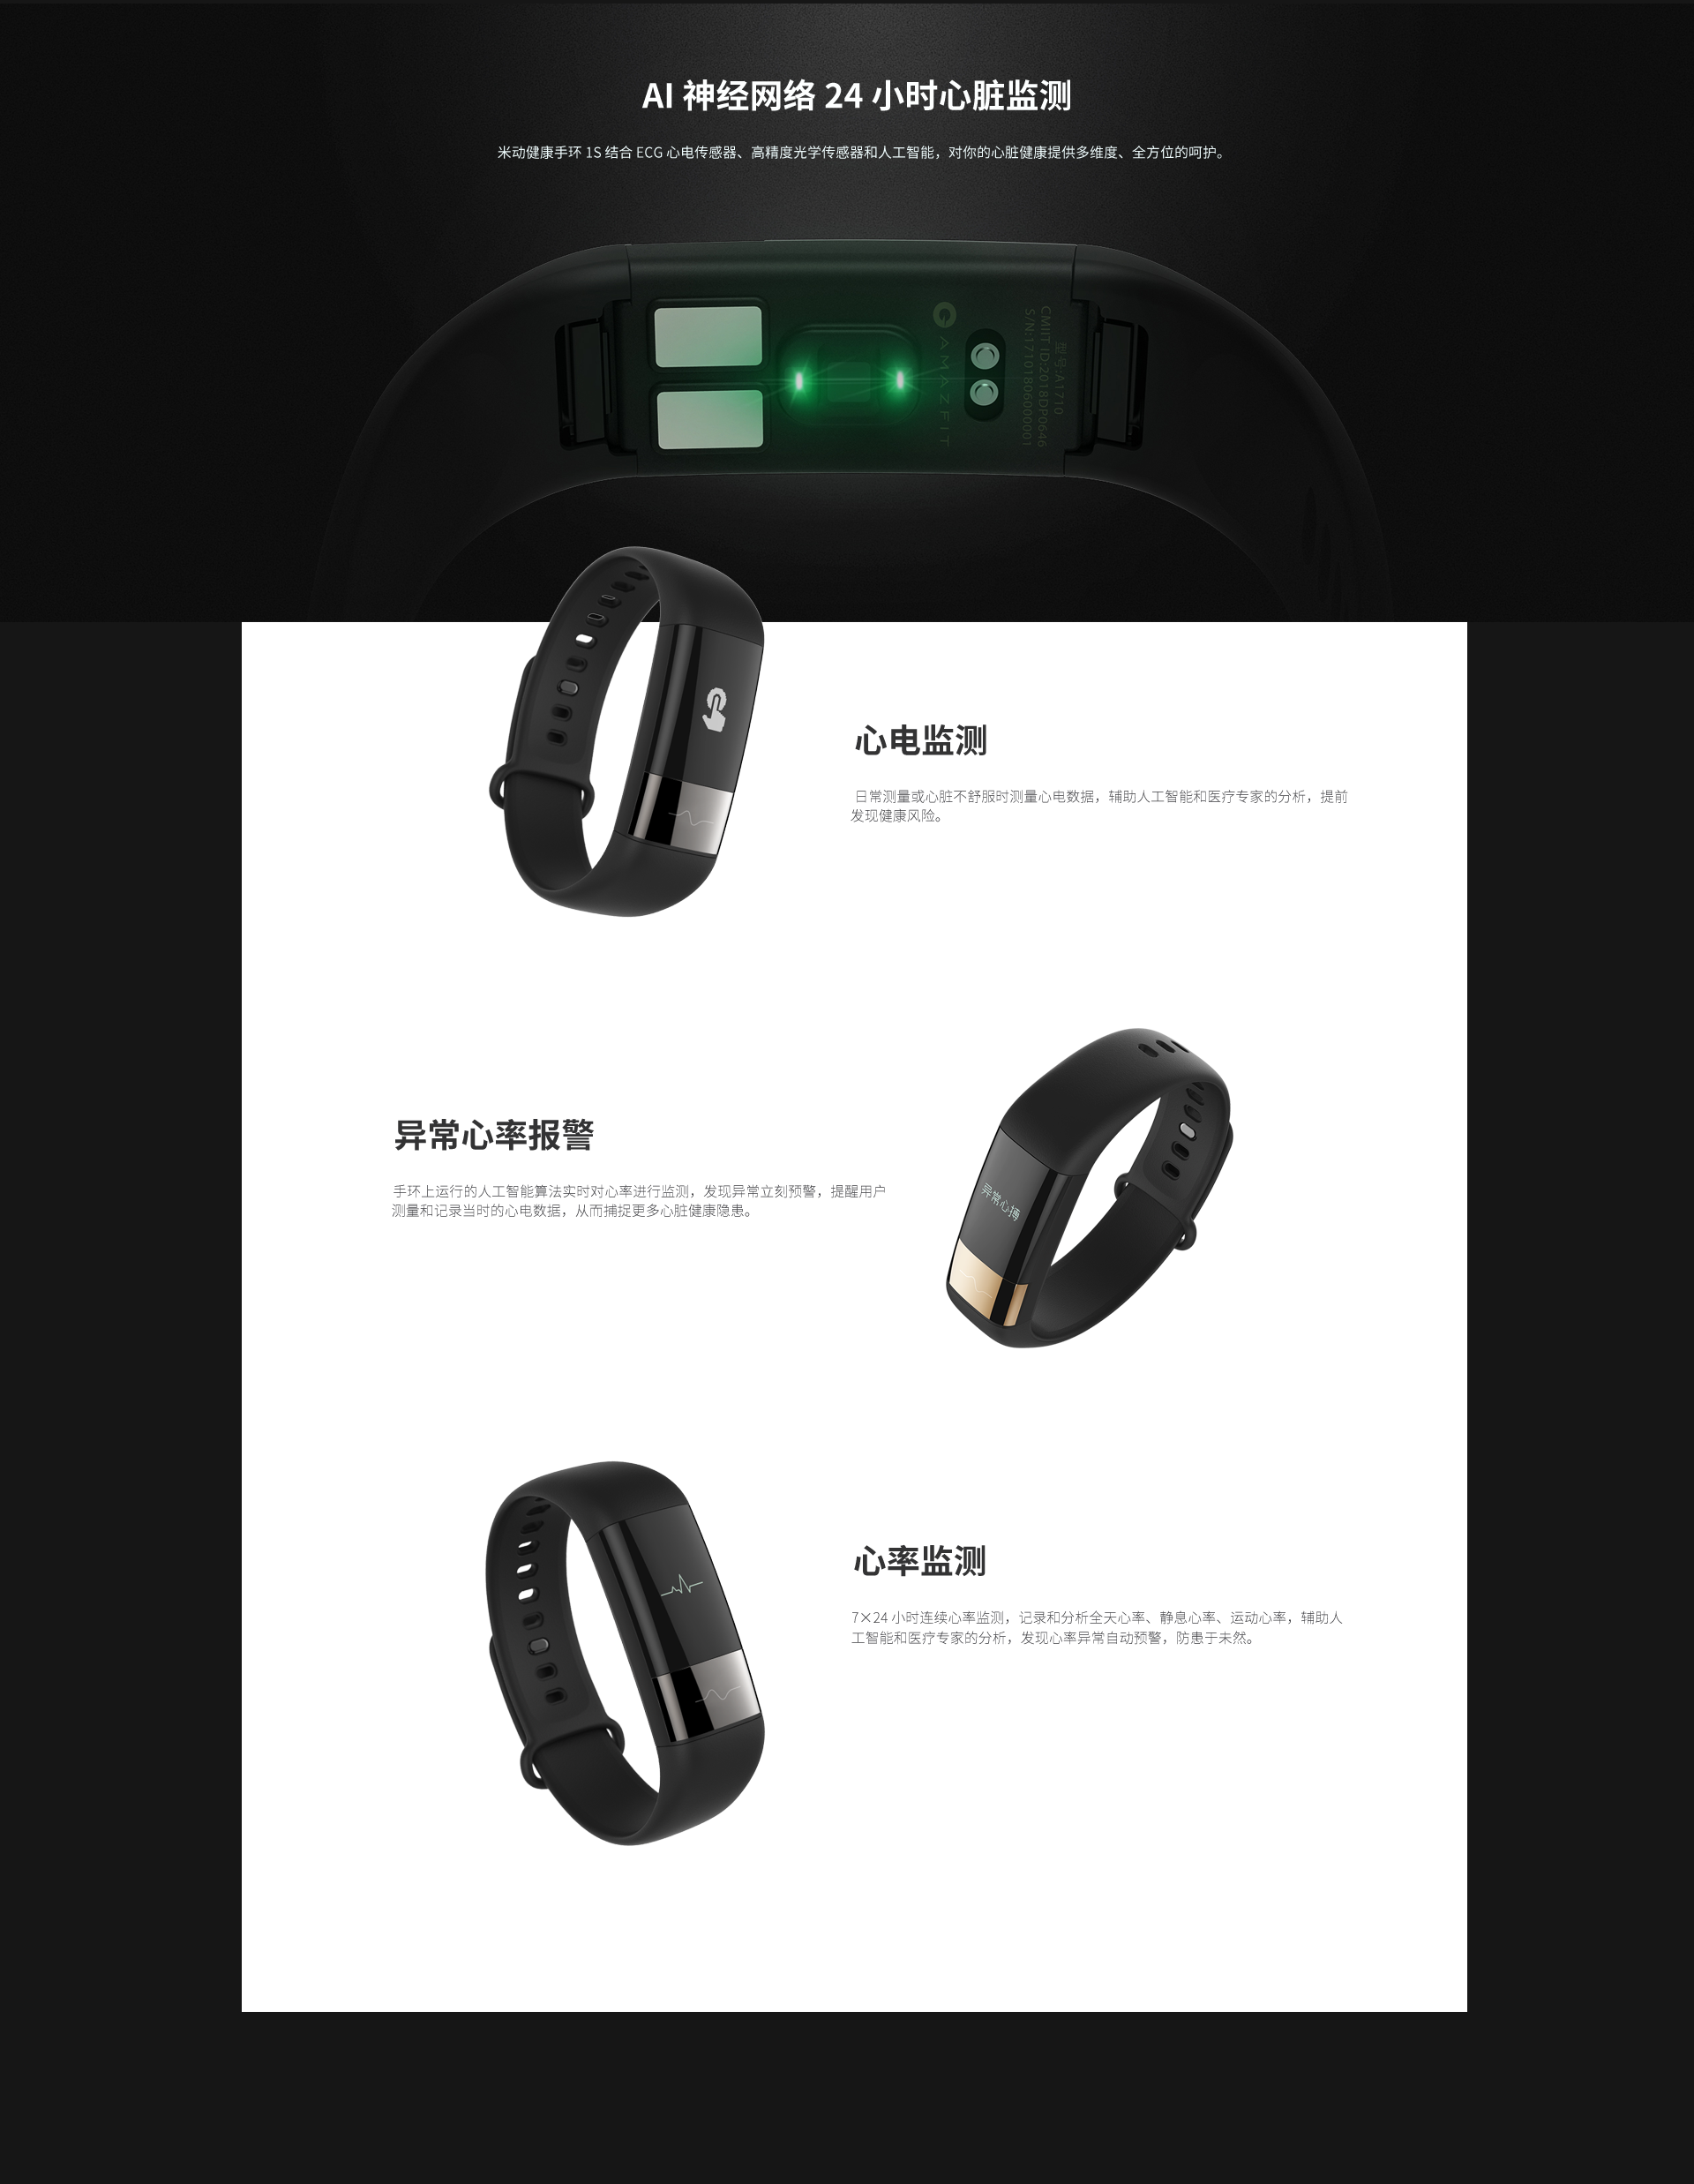 AI 神经网络 24 小时心脏监测
米动健康手环 1S 结合 ECG 心电传感器、高精度光学传感器和人工智能，对你的心脏健康提供多维度、全方位的呵护。
AMAZFIT
型号:A1710
CMIIT ID:2018DP0646
S/N:1710180600001
心电监测
日常测量或心脏不舒服时测量心电数据，辅助人工智能和医疗专家的分析，提前
发现健康风险。
异常心率报警
手环上运行的人工智能算法实时对心率进行监测，发现异常立刻预警，提醒用户
测量和记录当时的心电数据，从而捕捉更多心脏健康隐患。
异常心搏
心率监测
7×24 小时连续心率监测，记录和分析全天心率、静息心率、运动心率，辅助人
工智能和医疗专家的分析，发现心率异常自动预警，防患于未然。